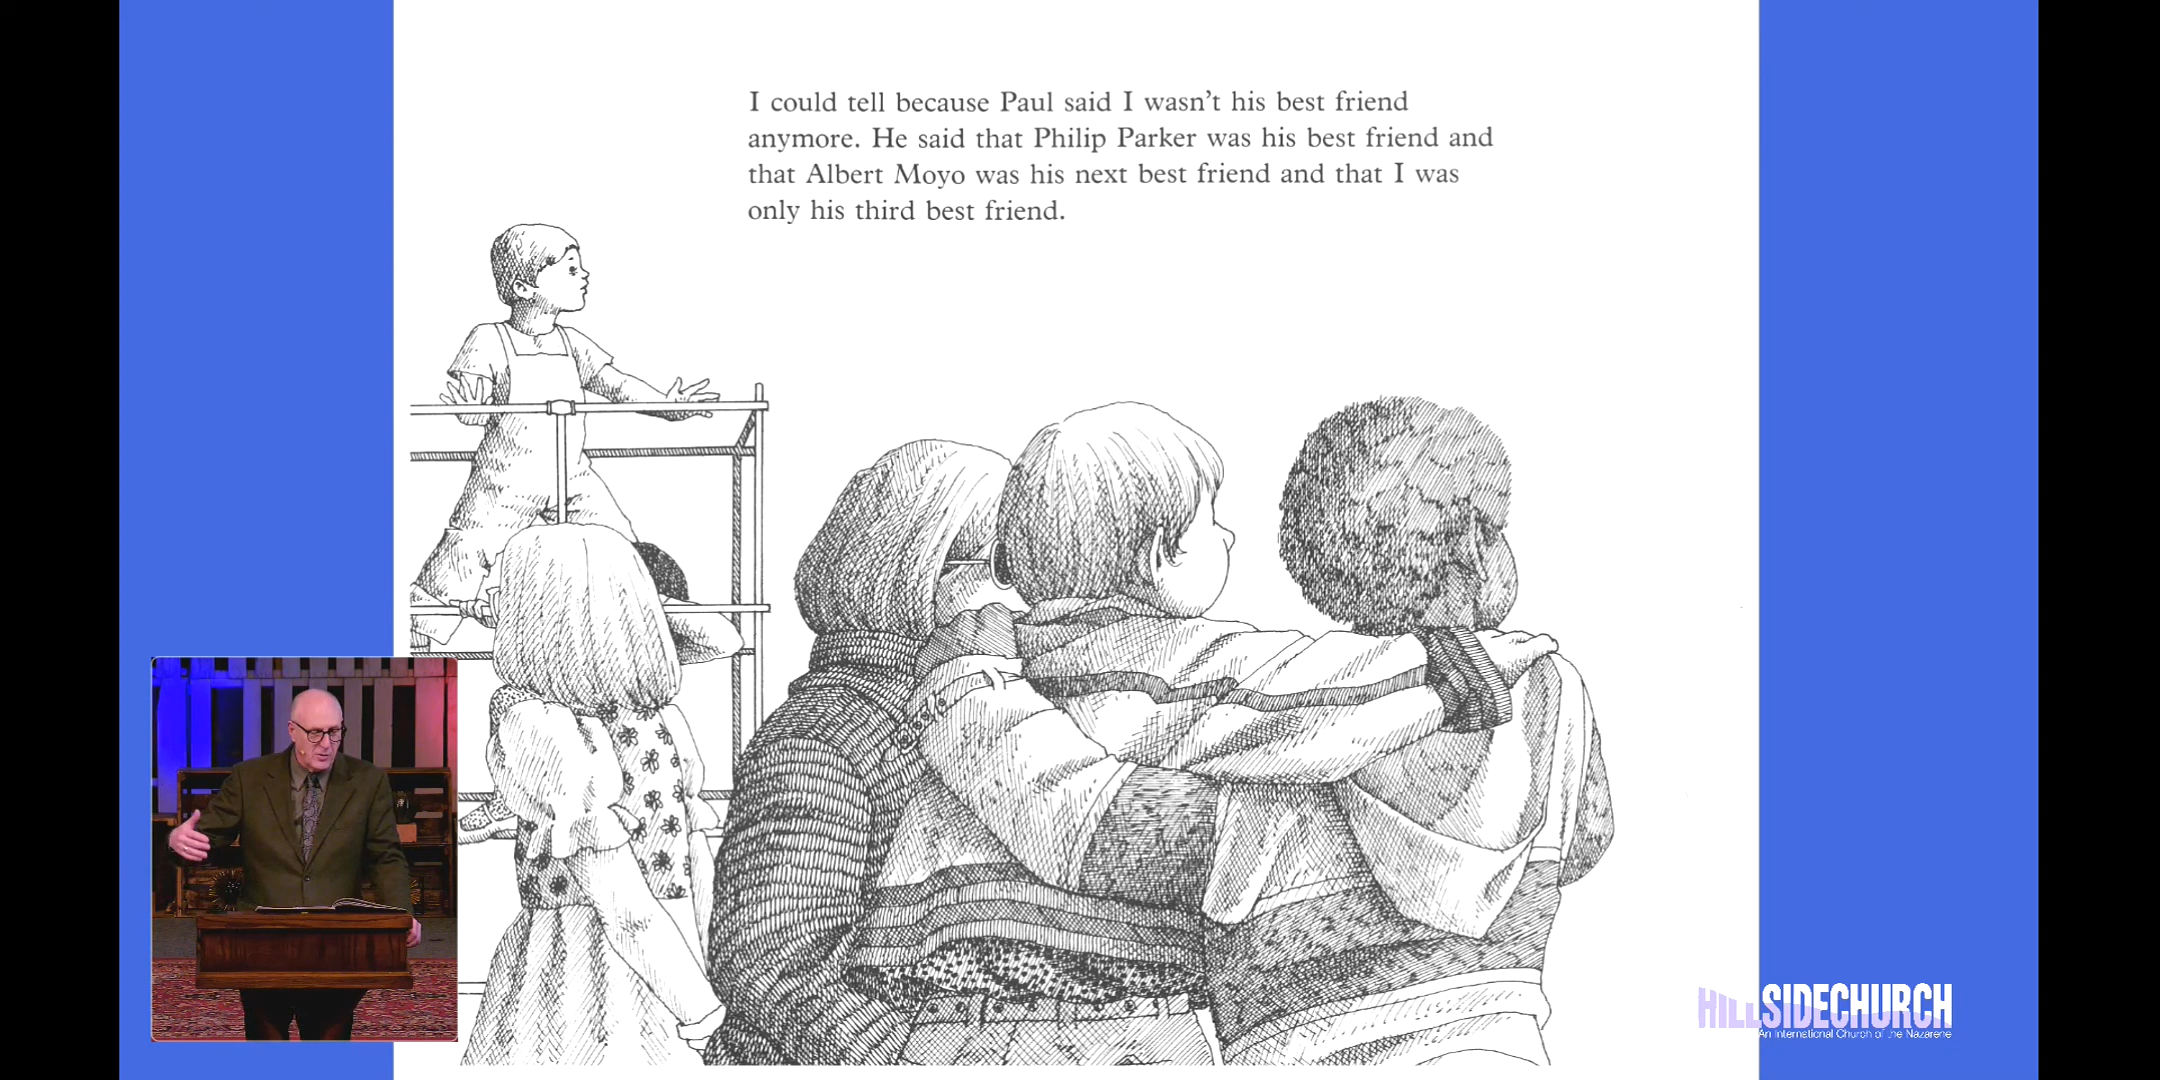 I could tell because Paul said I wasn't his best friend
anymore. He said that Philip Parker was his best friend and
that Albert Moyo was his next best friend and that I was
only his third best friend.
HILLSIDECHURCH
An International Church of the Nazarene